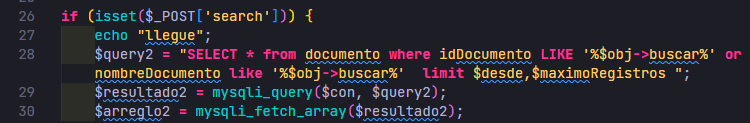 26 if (isset($_POST['search'])) {
27 echo "llegue";
28 $query2 = "SELECT * from documento where idDocumento LIKE '%$obj->buscar%' or
nombreDocumento like '%$obj->buscar%'  limit $desde,$maximoRegistros ";
29 $resultado2 = mysqli_query($con, $query2);
30 $arreglo2 = mysqli_fetch_array($resultado2);